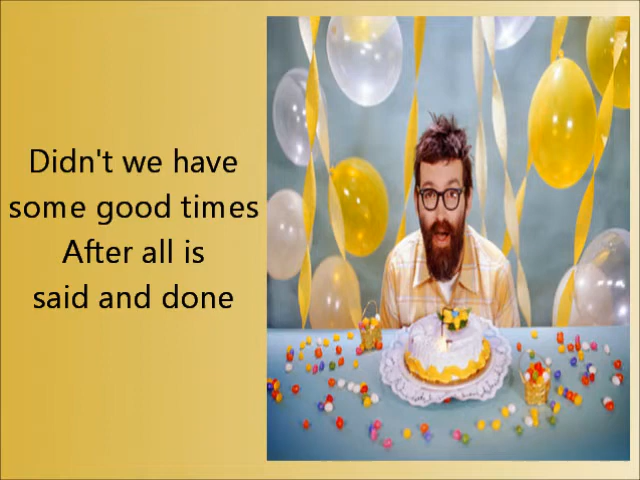 Didn't we have
some good times
After all is
said and done